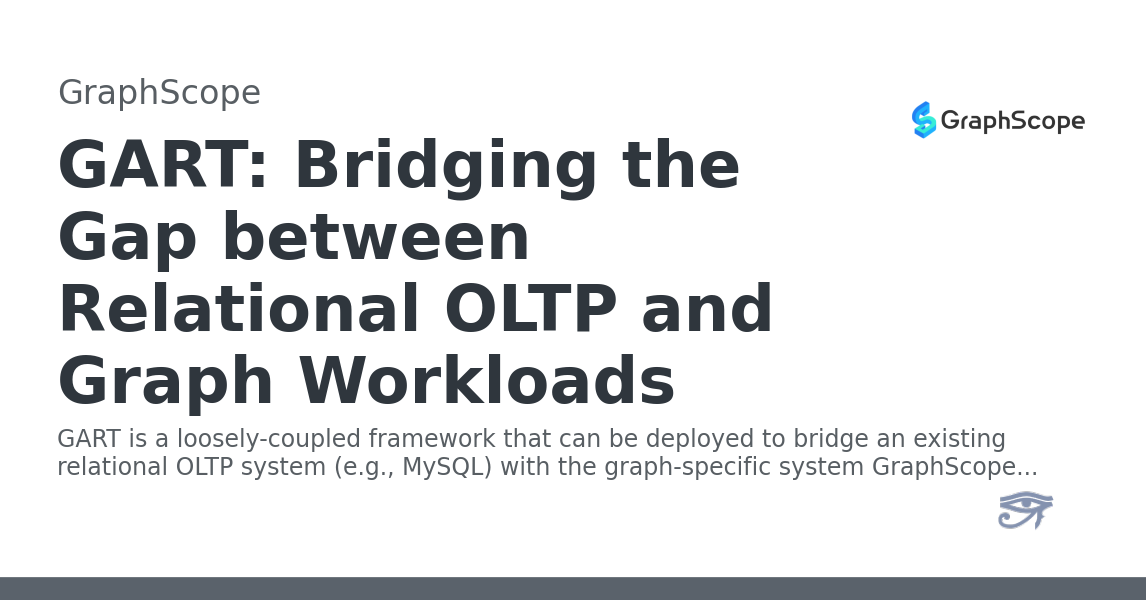 GraphScope
GraphScope
GART: Bridging the
Gap between
Relational OLTP and
Graph Workloads
GART is a loosely-coupled framework that can be deployed to bridge an existing
relational OLTP system (e.g., MySQL) with the graph-specific system GraphScope...